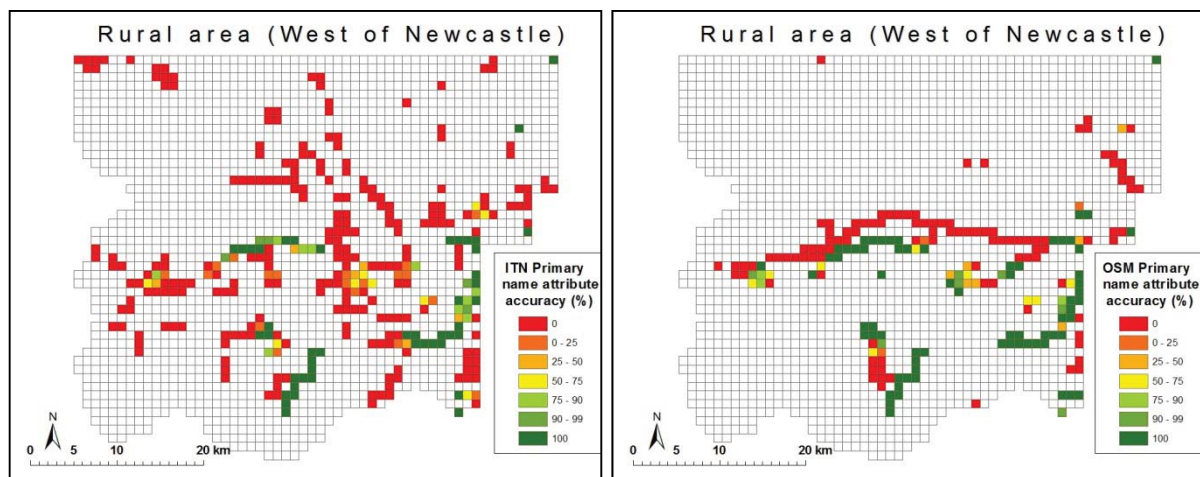 Rural area (West of Newcastle)
ITN Primary
name attribute
accuracy (%)
0
0 - 25
25 - 50
50 - 75
75 - 90
90 - 99
100
N
0 5 10 20 km
Rural area (West of Newcastle)
OSM Primary
name attribute
accuracy (%)
0
0 - 25
25 - 50
50 - 75
75 - 90
90 - 99
100
N
0 5 10 20 km